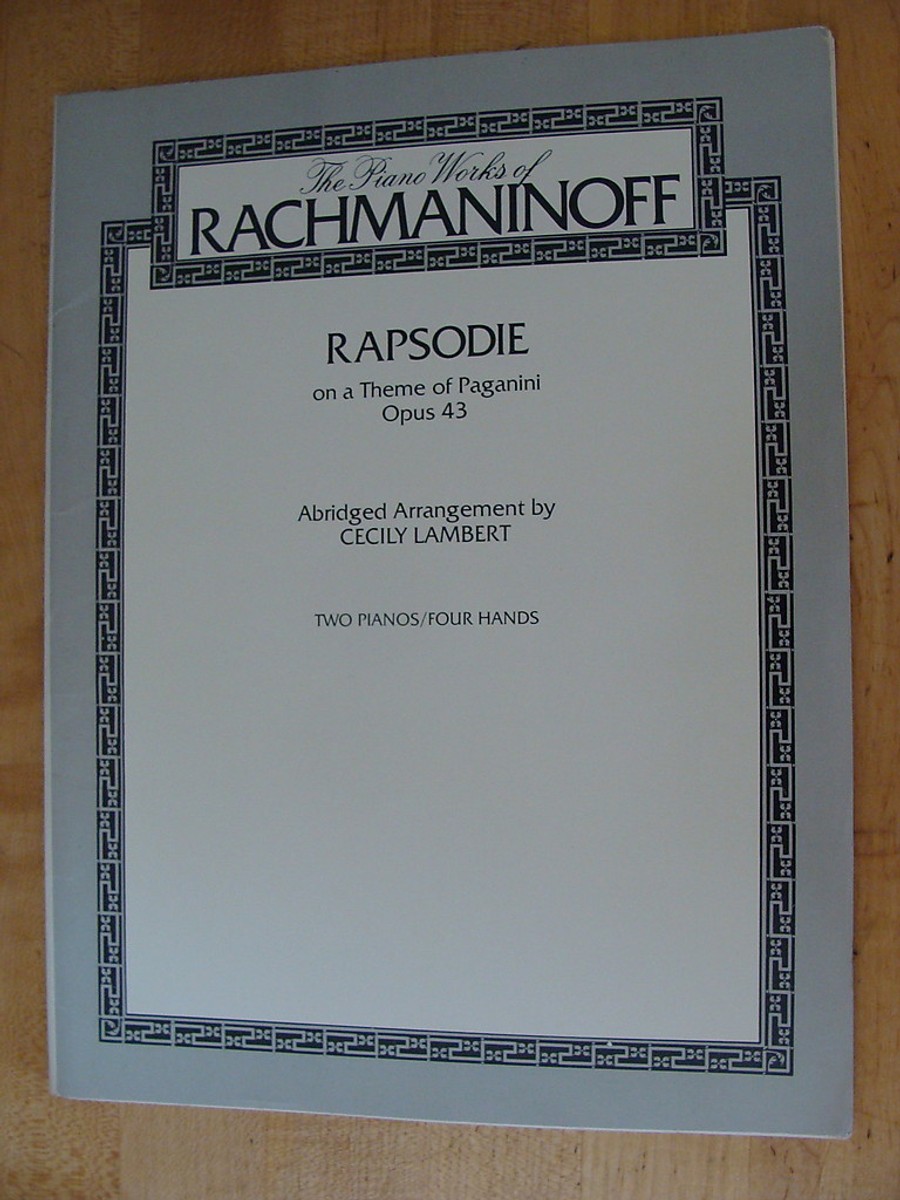 The Piano Works of
RACHMANINOFF
RAPSODIE
on a Theme of Paganini
Opus 43
Abridged Arrangement by
CECILY LAMBERT
TWO PIANOS/FOUR HANDS